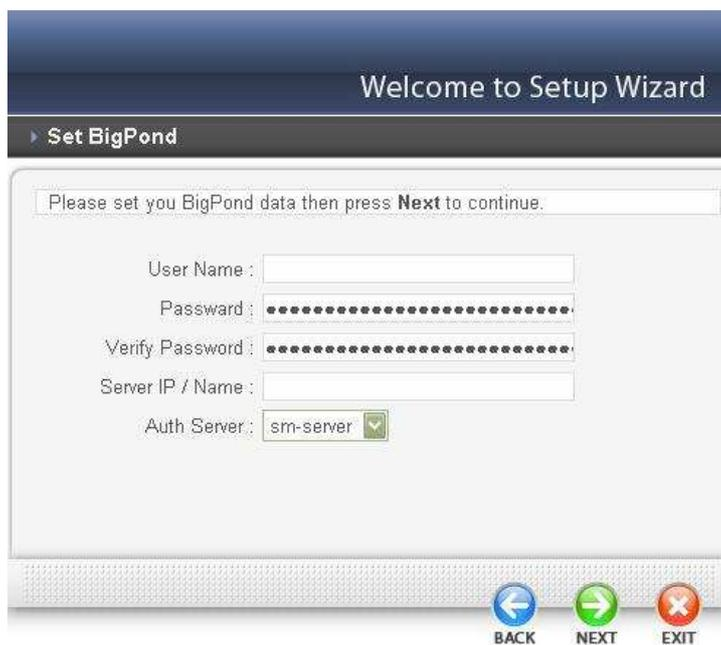 Welcome to Setup Wizard
Set BigPond
Please set you BigPond data then press Next to continue.
User Name :
Passward :
Verify Password :
Server IP / Name :
Auth Server : sm-server
BACK NEXT EXIT